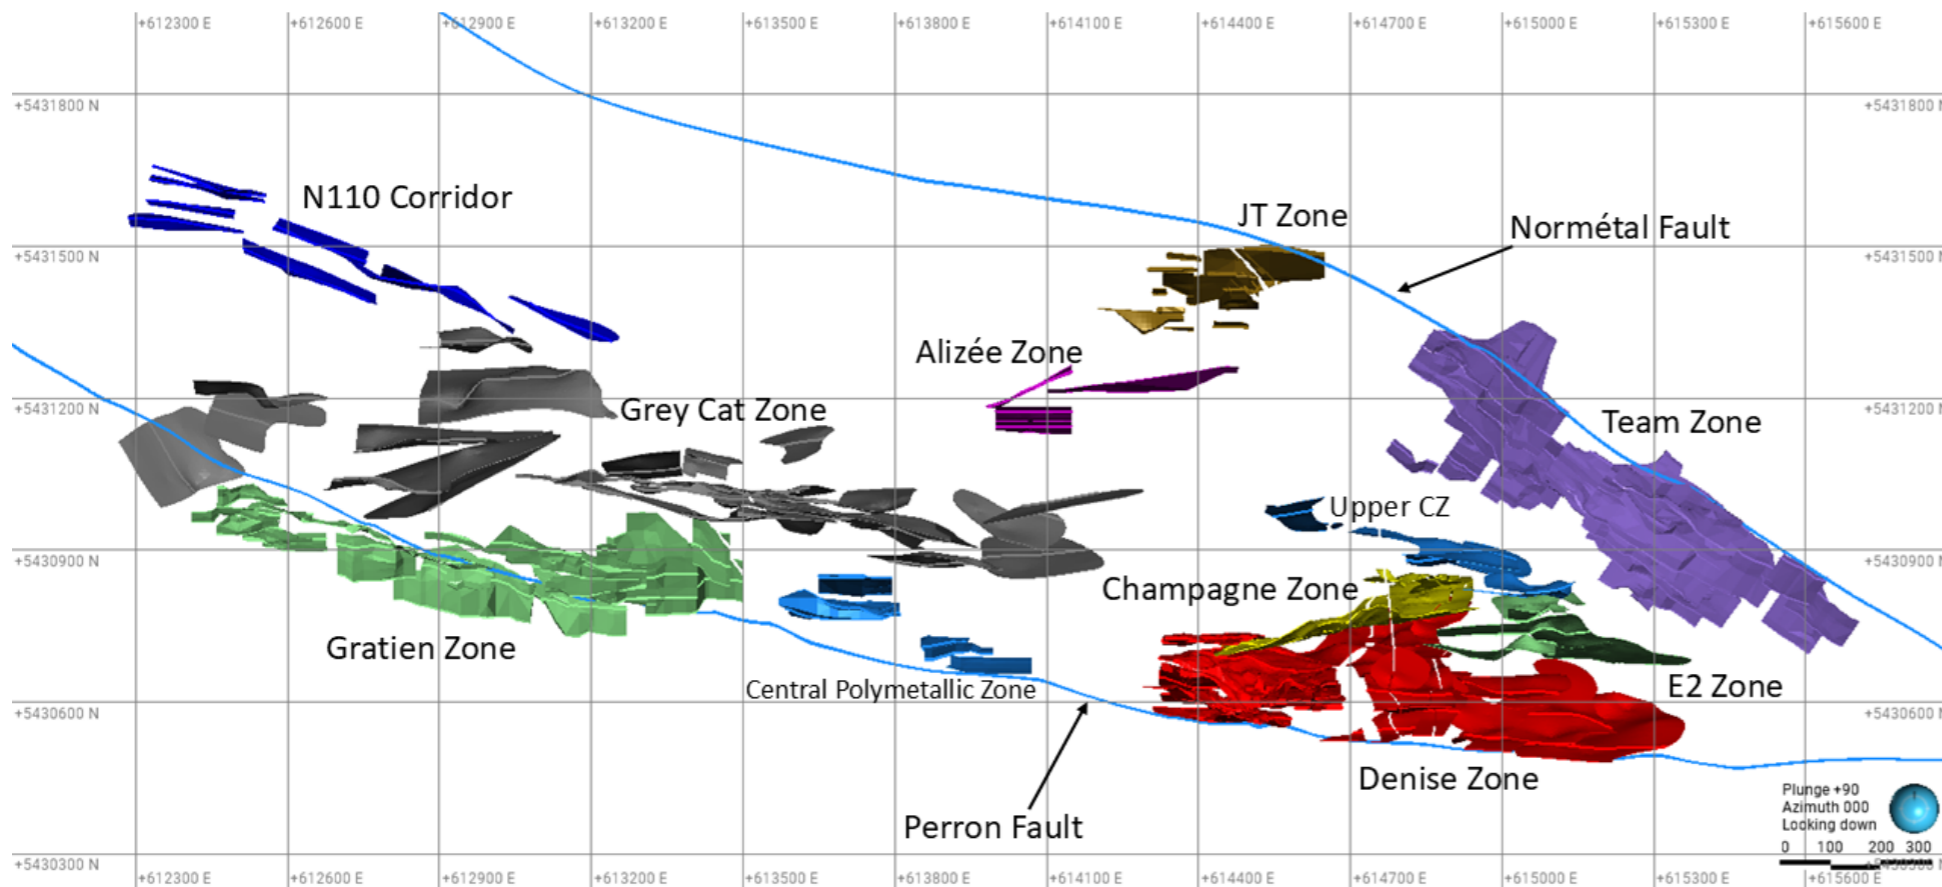 +612300 E +612600 E +612900 E +613200 E +613500 E +613800 E +614100 E +614400 E +614700 E +615000 E +615300 E +615600 E
+5431800 N +5431800 N
N110 Corridor
JT Zone
Normétal Fault
+5431500 N +5431500 N
Alizée Zone
+5431200 N +5431200 N
Grey Cat Zone
Team Zone
Upper CZ
+5430900 N +5430900 N
Champagne Zone
Gratien Zone
E2 Zone
Central Polymetallic Zone
+5430600 N +5430600 N
Denise Zone
Perron Fault
Plunge +90
Azimuth 000
Looking down
0 100 200 300
+5430300 N
+612300 E +612600 E +612900 E +613200 E +613500 E +613800 E +614100 E +614400 E +614700 E +615000 E +615300 E +615600 E